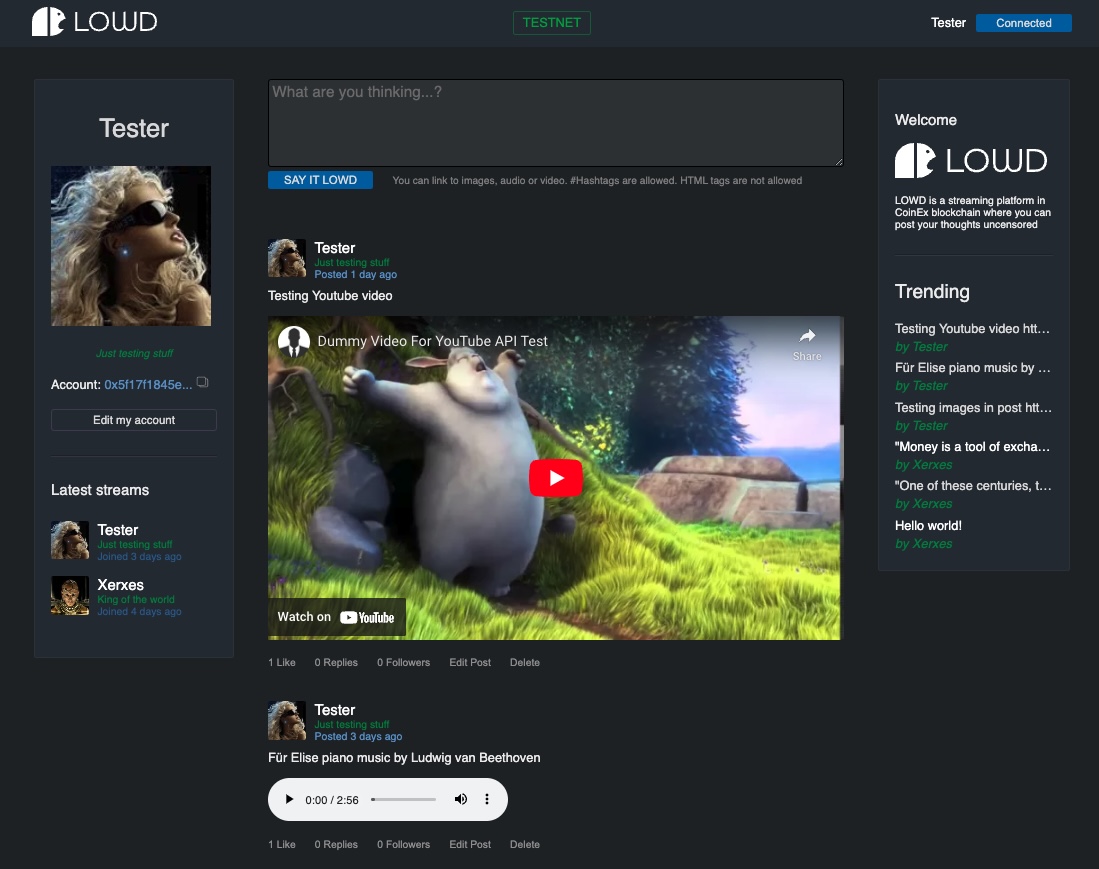 LOWD
TESTNET
Tester
Connected
Tester
Just testing stuff
Account: 0x5f17f1845e...
Edit my account
Latest streams
Tester
Just testing stuff
Joined 3 days ago
Xerxes
King of the world
Joined 4 days ago
What are you thinking...?
SAY IT LOWD
You can link to images, audio or video. #Hashtags are allowed. HTML tags are not allowed
Tester
Just testing stuff
Posted 1 day ago
Testing Youtube video
Dummy Video For YouTube API Test
Share
Watch on YouTube
1 Like
0 Replies
0 Followers
Edit Post
Delete
Tester
Just testing stuff
Posted 3 days ago
Für Elise piano music by Ludwig van Beethoven
0:00 / 2:56
1 Like
0 Replies
0 Followers
Edit Post
Delete
Welcome
LOWD
LOWD is a streaming platform in
CoinEx blockchain where you can
post your thoughts uncensored
Trending
Testing Youtube video htt...
by Tester
Für Elise piano music by ...
by Tester
Testing images in post htt...
by Tester
"Money is a tool of excha...
by Xerxes
"One of these centuries, t...
by Xerxes
Hello world!
by Xerxes